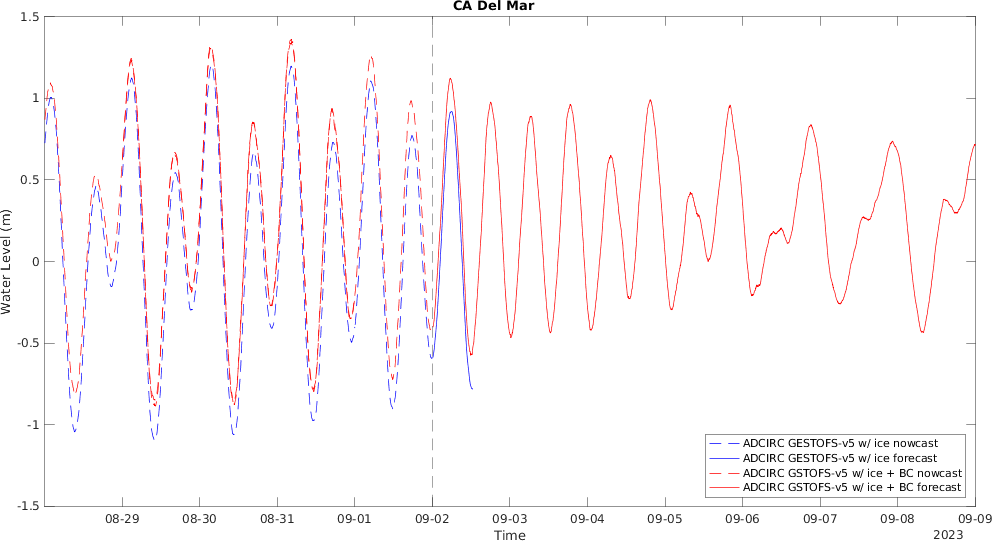 CA Del Mar
1.5
1
0.5
0
-0.5
-1
-1.5
Water Level (m)
08-29 08-30 08-31 09-01 09-02 09-03 09-04 09-05 09-06 09-07 09-08 09-09
Time
2023
ADCIRC GESTOFS-v5 w/ ice nowcast
ADCIRC GESTOFS-v5 w/ ice forecast
ADCIRC GSTOFS-v5 w/ ice + BC nowcast
ADCIRC GSTOFS-v5 w/ ice + BC forecast